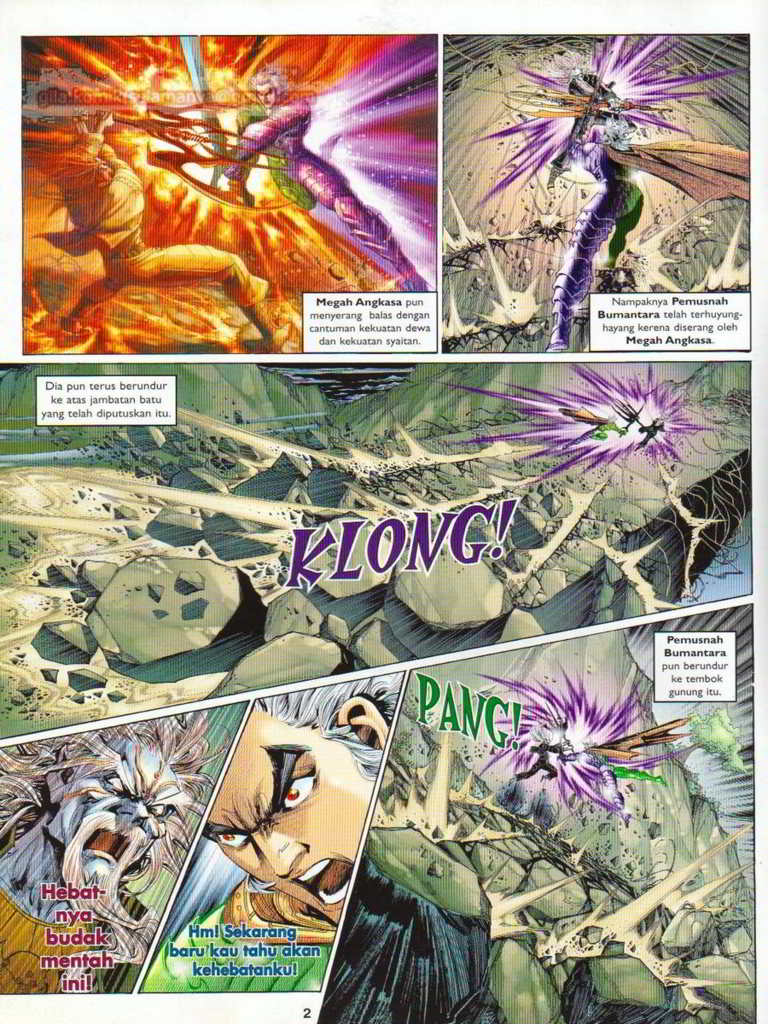 Megah Angkasa pun
menyerang balas dengan
cantuman kekuatan dewa
dan kekuatan syaitan.
Nampaknya Pemusnah
Bumantara telah terhuyung-
hayang kerena diserang oleh
Megah Angkasa.
Dia pun terus berundur
ke atas jambatan batu
yang telah diputuskan itu.
KLONG!
Pemusnah
Bumantara
pun berundur
ke tembok
gunung itu.
PANG!
Hebat-
nya
budak
mentah
ini!
Hm! Sekarang
baru kau tahu akan
kehebatanku!
2